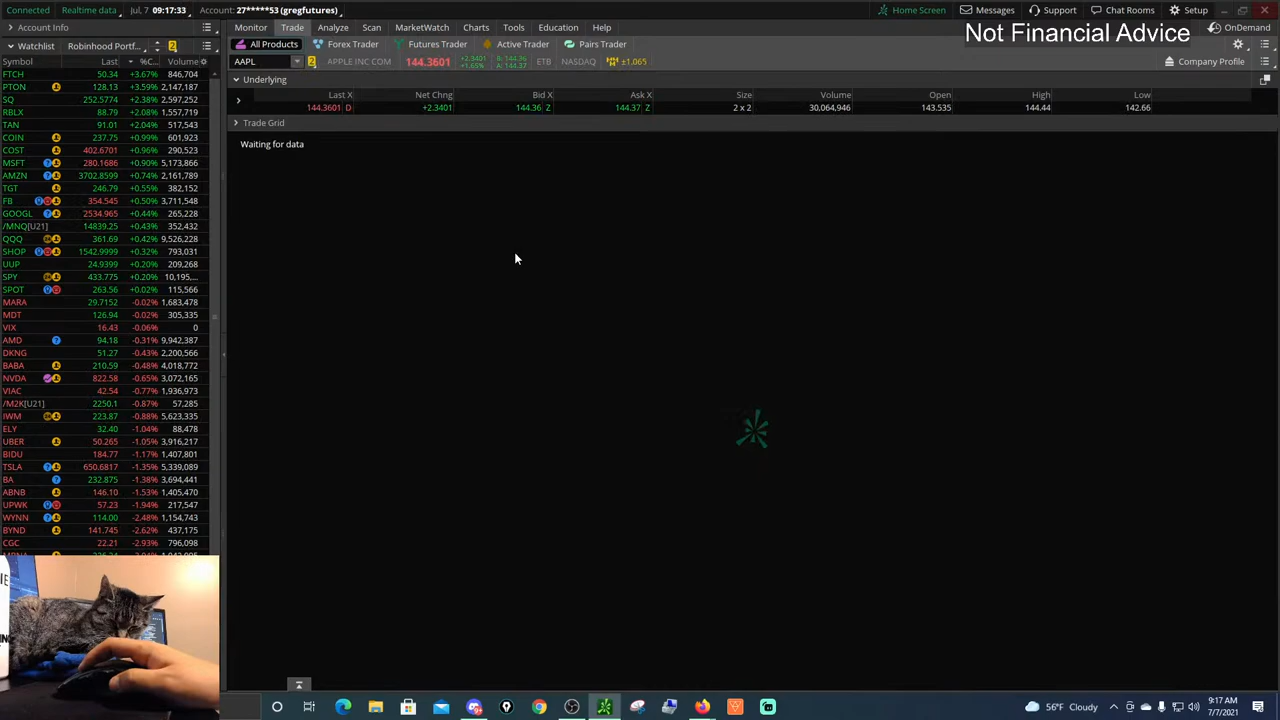 Connected Realtime data Jul, 7 09:17:33 Account: 27*****53 (gregfutures) Home Screen Messages Support Chat Rooms Setup
Account Info Monitor Trade Analyze Scan MarketWatch Charts Tools Education Help OnDemand
Not Financial Advice
Watchlist Robinhood Portf... 2 All Products Forex Trader Futures Trader Active Trader Pairs Trader
AAPL 2 APPLE INC COM 144.3601 +2.3401 +1.65% B: 144.36 A: 144.37 ETB NASDAQ ±1.065 Company Profile
Symbol Last %C... Volume
Underlying
Last X Net Chng Bid X Ask X Size Volume Open High Low
144.3601 D +2.3401 144.36 Z 144.37 Z 2 x 2 30,064,946 143.535 144.44 142.66
Trade Grid
Waiting for data
FTCH 50.34 +3.67% 846,704
PTON 128.13 +3.59% 2,147,187
SQ 252.5774 +2.38% 2,597,252
RBLX 88.79 +2.08% 1,557,719
TAN 91.01 +2.04% 517,543
COIN 237.75 +0.99% 601,923
COST 402.6701 +0.96% 290,523
MSFT 280.1686 +0.90% 5,173,866
AMZN 3702.8599 +0.74% 2,161,789
TGT 246.79 +0.55% 382,152
FB 354.545 +0.50% 3,711,548
GOOGL 2534.965 +0.44% 265,228
/MNQ[U21] 14839.25 +0.43% 352,432
QQQ 361.69 +0.42% 9,526,228
SHOP 1542.9999 +0.32% 793,031
UUP 24.9399 +0.20% 209,268
SPY 433.775 +0.20% 10,195,...
SPOT 263.56 +0.02% 115,566
MARA 29.7152 -0.02% 1,683,478
MDT 126.94 -0.02% 305,335
VIX 16.43 -0.06% 0
AMD 94.18 -0.31% 9,942,387
DKNG 51.27 -0.43% 2,200,566
BABA 210.59 -0.48% 4,018,772
NVDA 822.58 -0.65% 3,072,165
VIAC 42.54 -0.77% 1,936,973
/M2K[U21] 2250.1 -0.87% 57,285
IWM 223.87 -0.88% 5,623,335
ELY 32.40 -1.04% 88,478
UBER 50.265 -1.05% 3,916,217
BIDU 184.77 -1.17% 1,407,801
TSLA 650.6817 -1.35% 5,339,089
BA 232.875 -1.38% 3,694,441
ABNB 146.10 -1.53% 1,405,470
UPWK 57.23 -1.94% 217,547
WYNN 114.00 -2.48% 1,154,743
BYND 141.745 -2.62% 437,175
CGC 22.21 -2.93% 796,098
56°F Cloudy 9:17 AM
7/7/2021